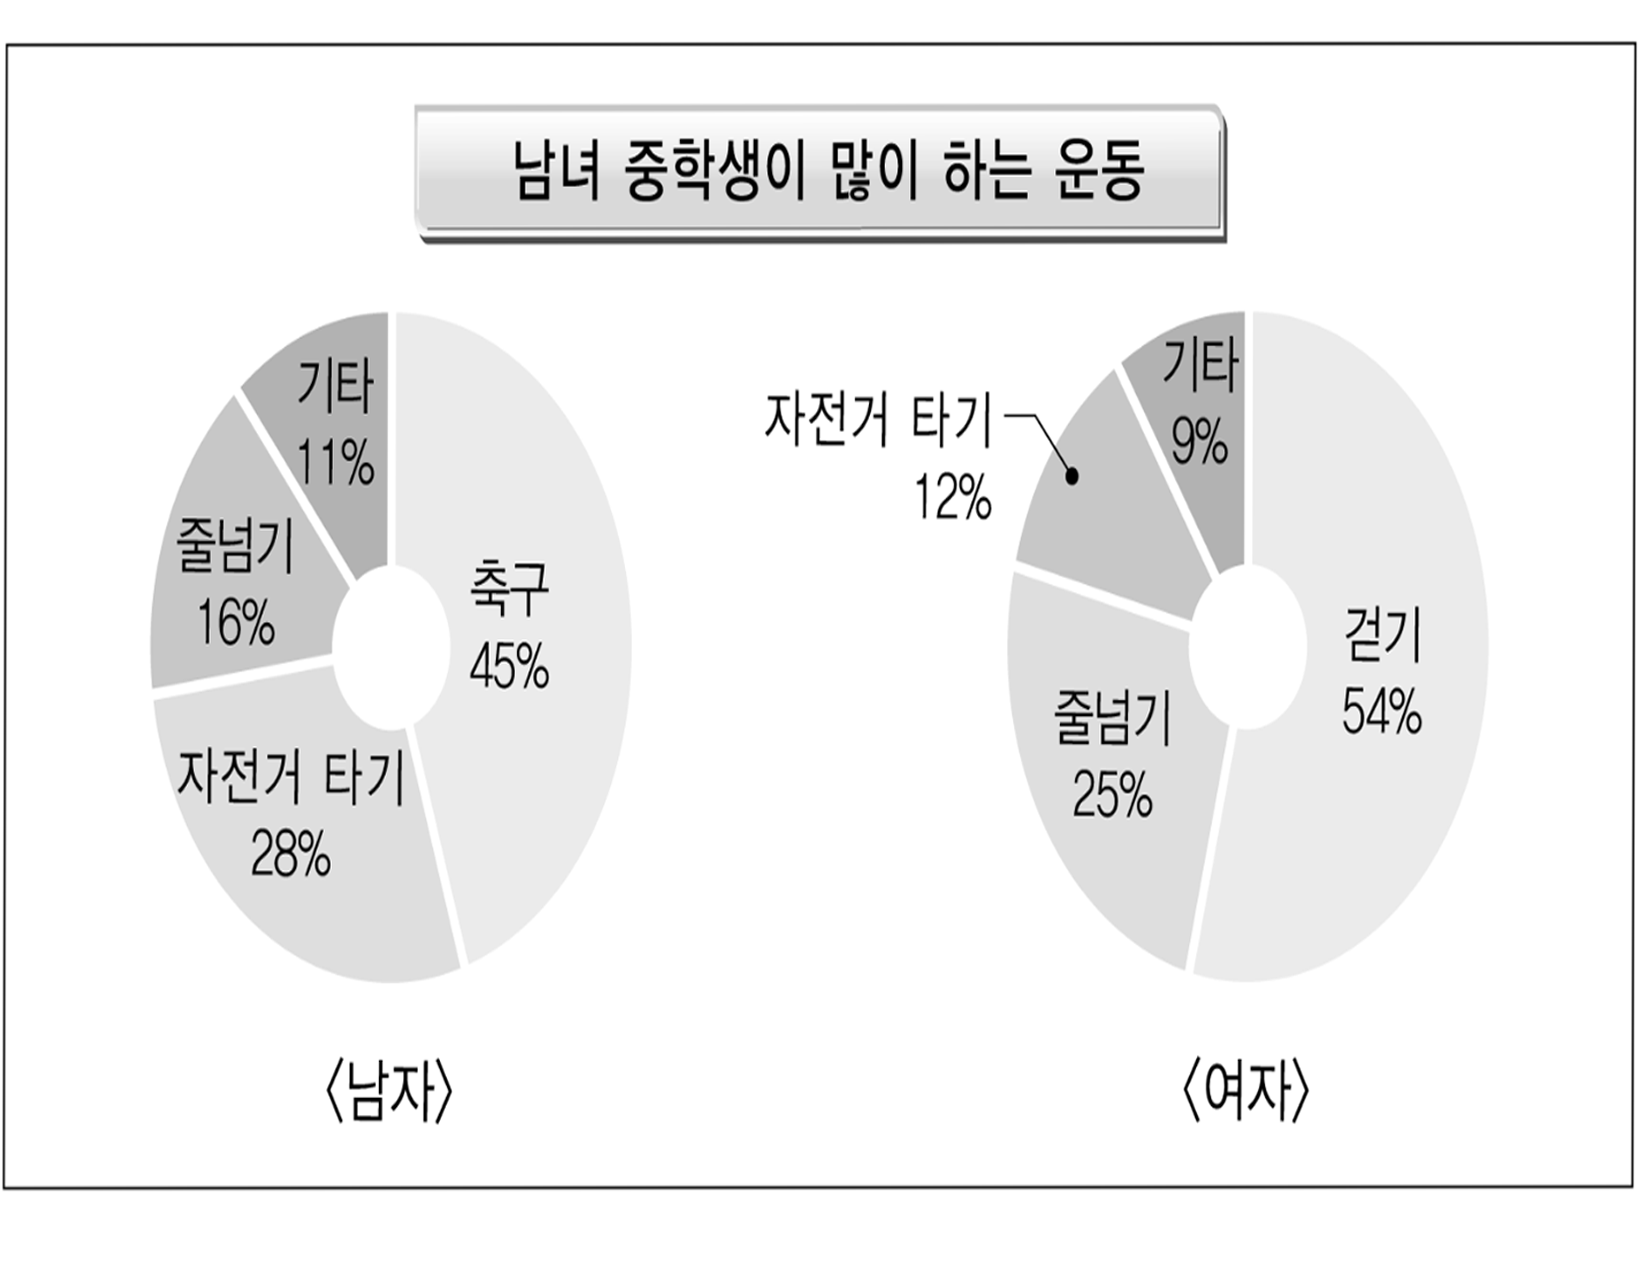 남녀 중학생이 많이 하는 운동
기타
11%
줄넘기
16%
축구
45%
자전거 타기
28%
〈남자〉
기타
9%
자전거 타기
12%
걷기
54%
줄넘기
25%
〈여자〉